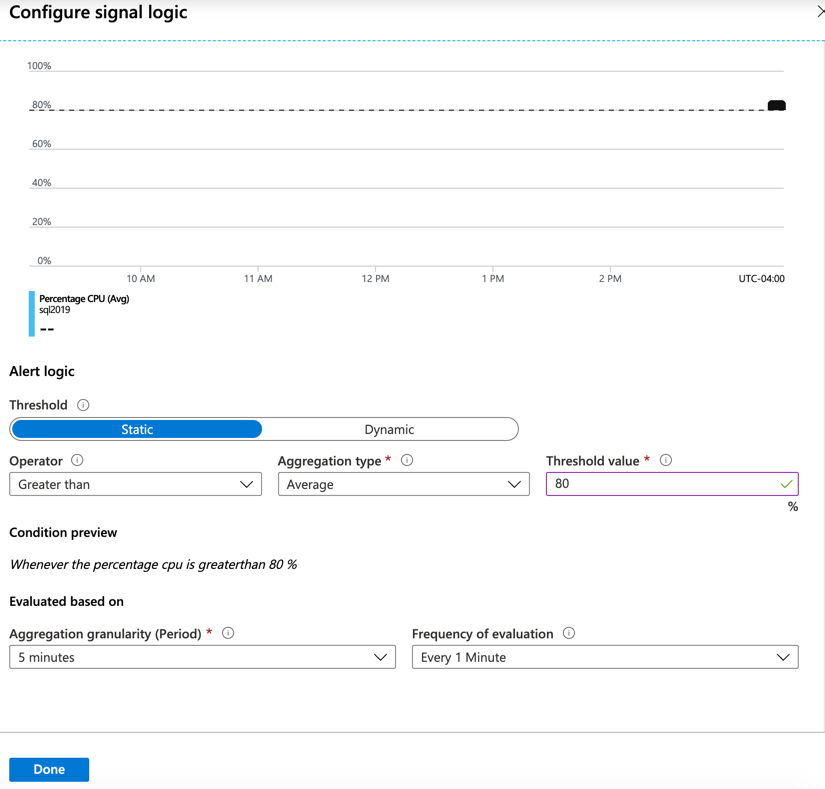 Configure signal logic
100%
80%
60%
40%
20%
0%
10 AM 11 AM 12 PM 1 PM 2 PM UTC-04:00
Percentage CPU (Avg)
sql2019
--
Alert logic
Threshold
Static Dynamic
Operator Aggregation type * Threshold value *
Greater than Average 80
%
Condition preview
Whenever the percentage cpu is greaterthan 80 %
Evaluated based on
Aggregation granularity (Period) * Frequency of evaluation
5 minutes Every 1 Minute
Done